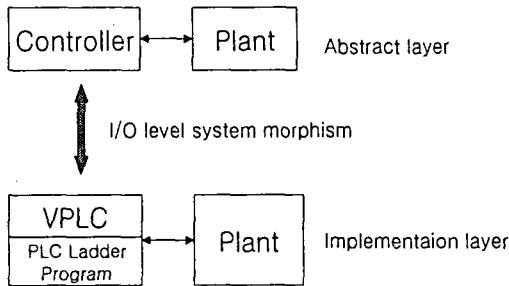 Controller
Plant
Abstract layer
I/O level system morphism
VPLC
PLC Ladder
Program
Plant
Implementaion layer